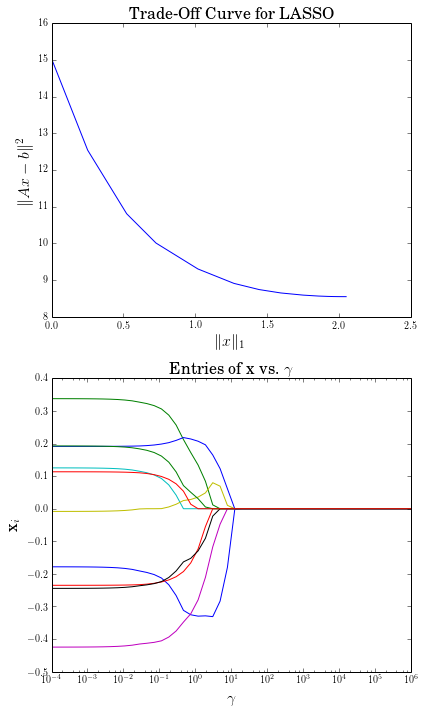 Trade-Off Curve for LASSO
16
15
14
13
12
11
10
9
8
‖Ax − b‖²
0.0 0.5 1.0 1.5 2.0 2.5
‖x‖₁
Entries of x vs. γ
0.4
0.3
0.2
0.1
0.0
−0.1
−0.2
−0.3
−0.4
−0.5
x_i
10⁻⁴ 10⁻³ 10⁻² 10⁻¹ 10⁰ 10¹ 10² 10³ 10⁴ 10⁵ 10⁶
γ